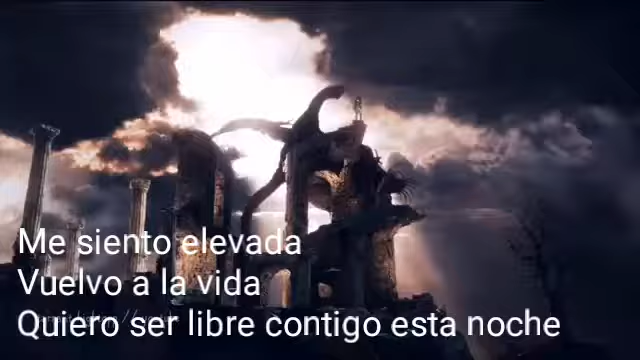 Me siento elevada
Vuelvo a la vida
Quiero ser libre contigo esta noche